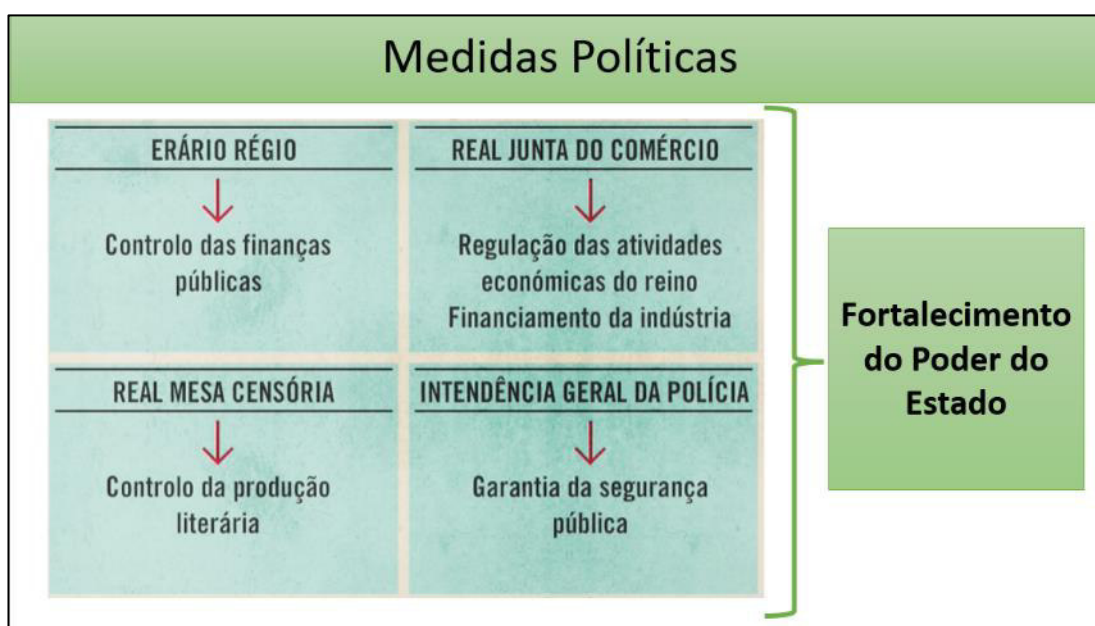 Medidas Políticas
ERÁRIO RÉGIO
Controlo das finanças
públicas
REAL JUNTA DO COMÉRCIO
Regulação das atividades
económicas do reino
Financiamento da indústria
REAL MESA CENSÓRIA
Controlo da produção
literária
INTENDÊNCIA GERAL DA POLÍCIA
Garantia da segurança
pública
Fortalecimento
do Poder do
Estado